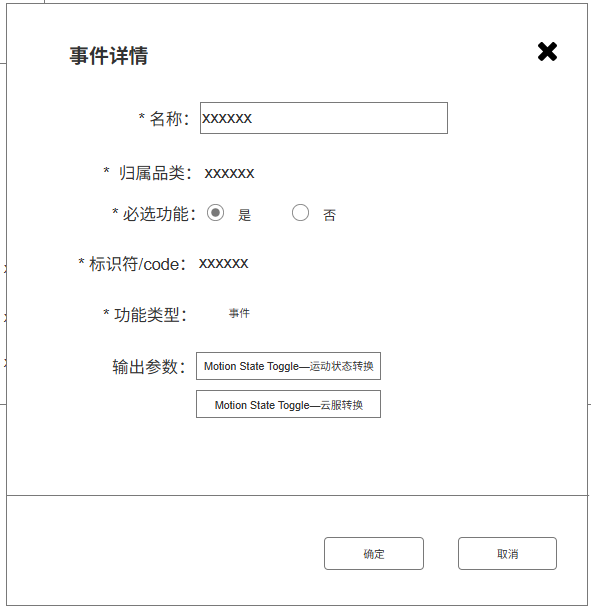 事件详情
* 名称： xxxxxx
* 归属品类： xxxxxx
* 必选功能： 是 否
* 标识符/code： xxxxxx
* 功能类型： 事件
输出参数： Motion State Toggle—运动状态转换
Motion State Toggle—云服转换
确定 取消